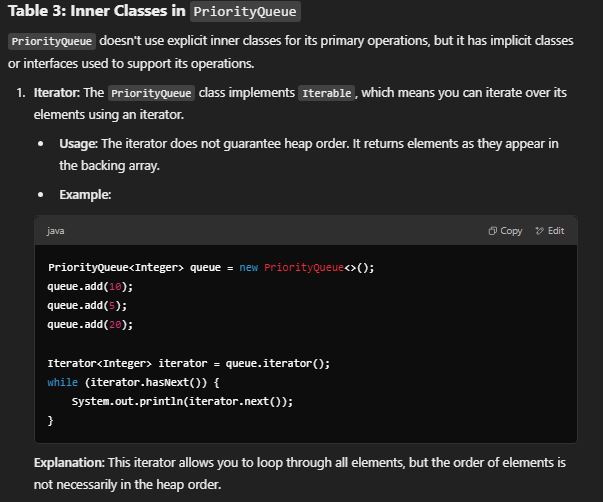 Table 3: Inner Classes in PriorityQueue
PriorityQueue doesn't use explicit inner classes for its primary operations, but it has implicit classes
or interfaces used to support its operations.
1. Iterator: The PriorityQueue class implements Iterable, which means you can iterate over its
elements using an iterator.
• Usage: The iterator does not guarantee heap order. It returns elements as they appear in
the backing array.
• Example:
java Copy Edit
PriorityQueue<Integer> queue = new PriorityQueue<>();
queue.add(10);
queue.add(5);
queue.add(20);
Iterator<Integer> iterator = queue.iterator();
while (iterator.hasNext()) {
    System.out.println(iterator.next());
}
Explanation: This iterator allows you to loop through all elements, but the order of elements is
not necessarily in the heap order.